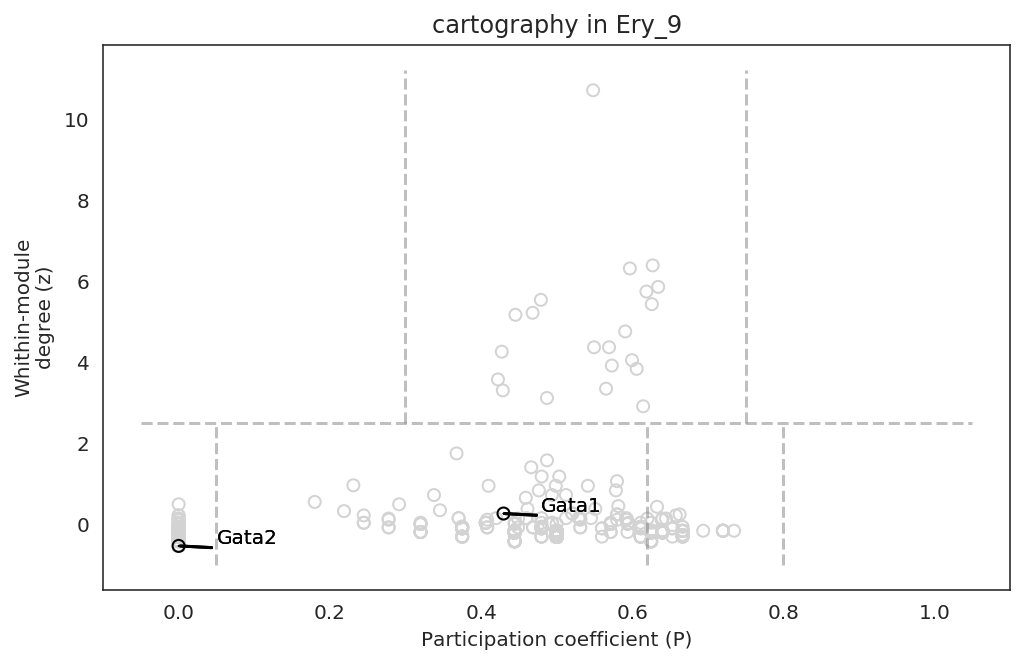 cartography in Ery_9
10
8
6
4
2
0
Whithin-module
degree (z)
Gata1
Gata2
0.0 0.2 0.4 0.6 0.8 1.0
Participation coefficient (P)